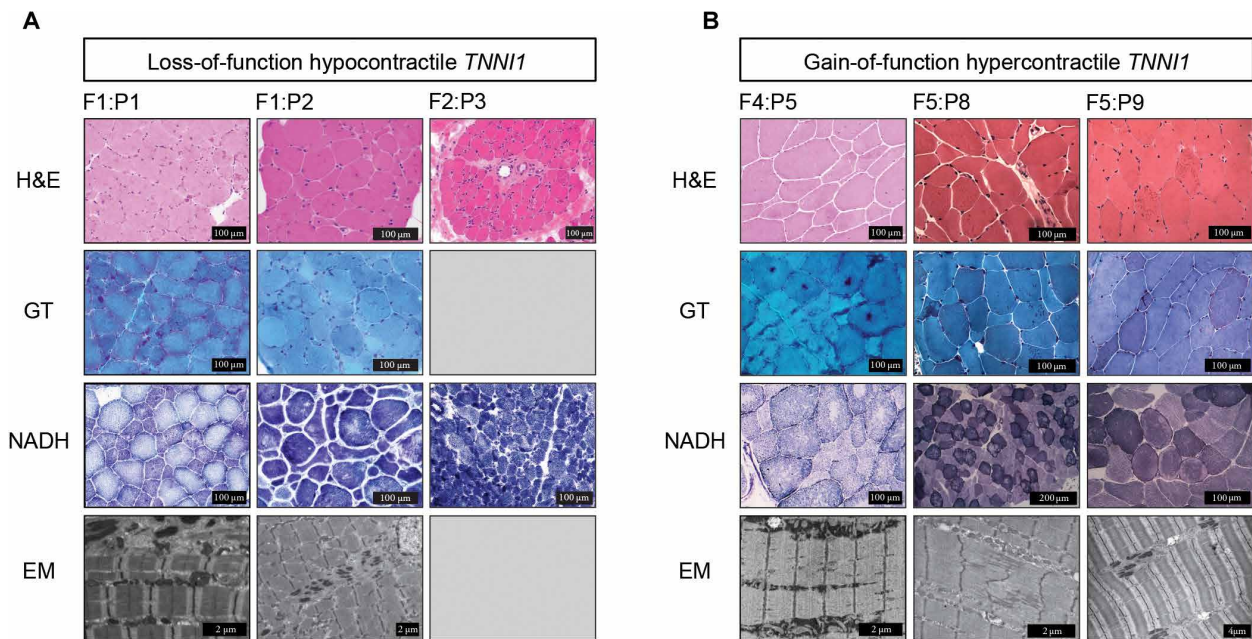 A
Loss-of-function hypocontractile TNNI1
F1:P1 F1:P2 F2:P3
H&E
100 µm 100 µm 100 µm
GT
100 µm 100 µm
NADH
100 µm 100 µm 100 µm
EM
2 µm 2 µm
B
Gain-of-function hypercontractile TNNI1
F4:P5 F5:P8 F5:P9
H&E
100 µm 100 µm 100 µm
GT
100 µm 100 µm 100 µm
NADH
100 µm 200 µm 100 µm
EM
2 µm 2 µm 4µm